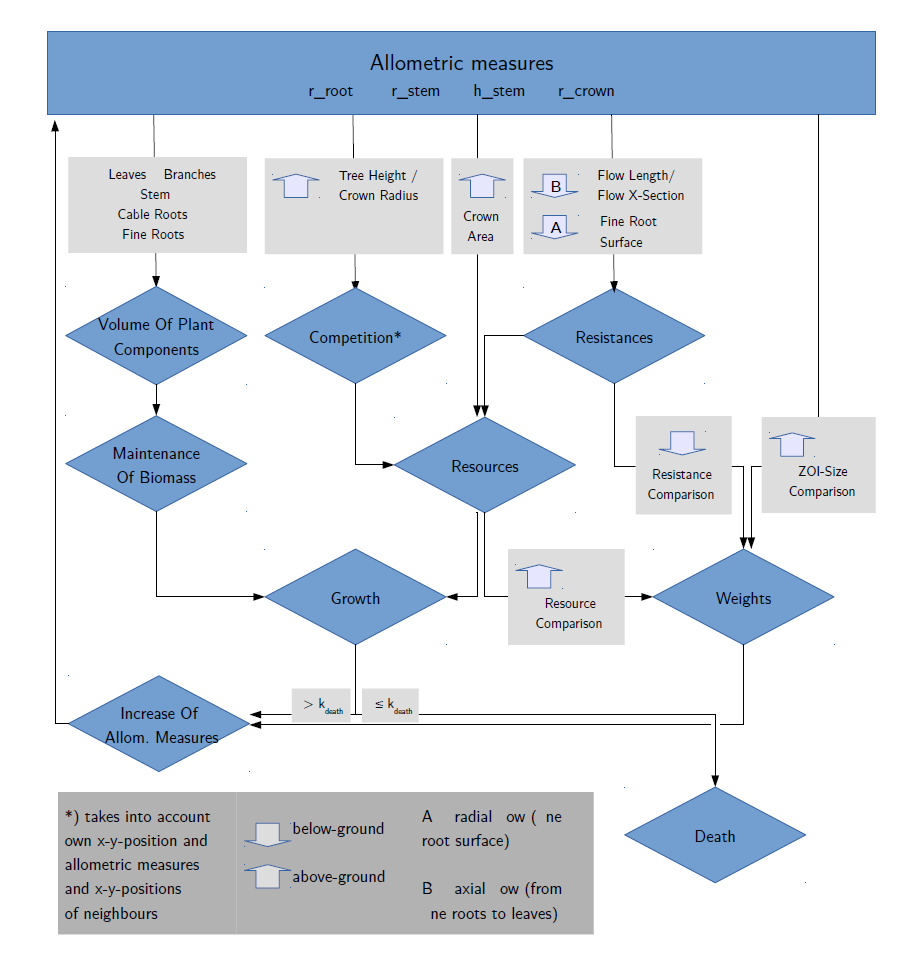 Allometric measures
r_root r_stem h_stem r_crown
Leaves Branches
Stem
Cable Roots
Fine Roots
Tree Height /
Crown Radius
Crown
Area
B
Flow Length/
Flow X-Section
A
Fine Root
Surface
Volume Of Plant
Components
Competition*
Resistances
Maintenance
Of Biomass
Resources
Resistance
Comparison
ZOI-Size
Comparison
Growth
Resource
Comparison
Weights
> k_death
≤ k_death
Increase Of
Allom. Measures
Death
*) takes into account
own x-y-position and
allometric measures
and x-y-positions
of neighbours
below-ground
above-ground
A radial ow ( ne
root surface)
B axial ow (from
ne roots to leaves)